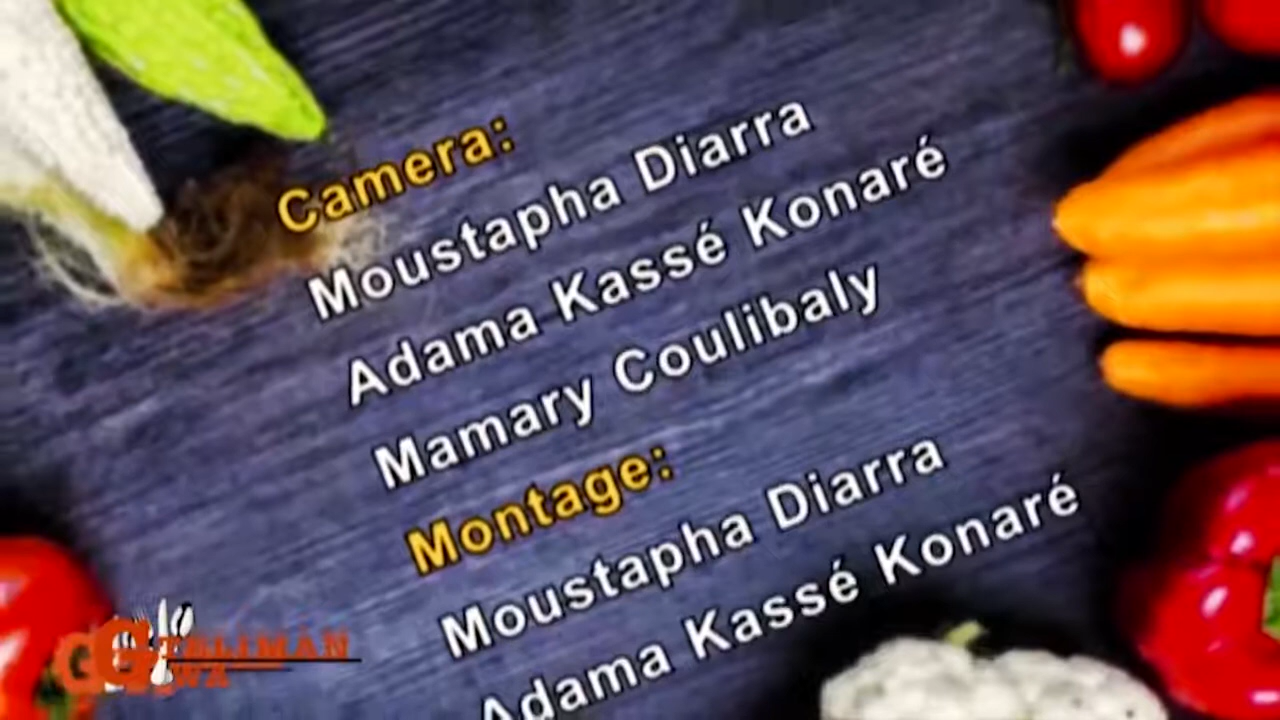 Camera:
Moustapha Diarra
Adama Kassé Konaré
Mamary Coulibaly
Montage:
Moustapha Diarra
Adama Kassé Konaré